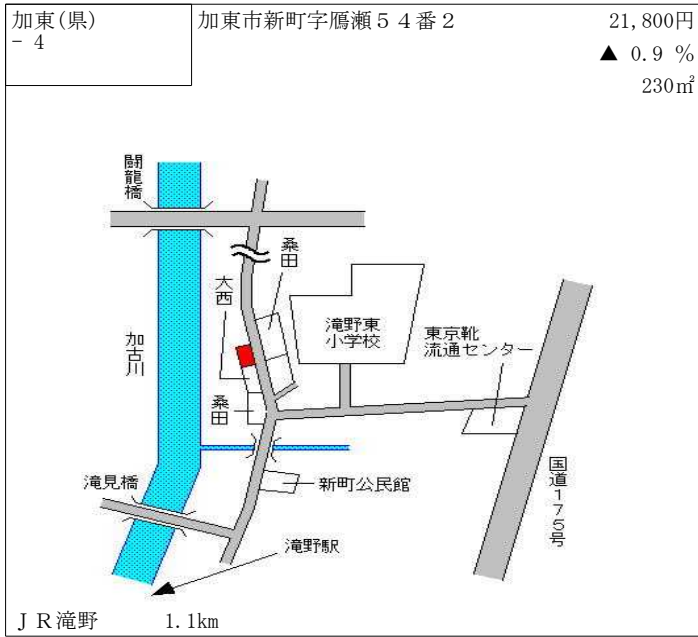 加東(県)
- 4
加東市新町字鴈瀬５４番２
21,800円
▲ 0.9 %
230㎡
闘龍橋
桑田
大西
滝野東
小学校
東京靴
流通センター
加古川
桑田
滝見橋
新町公民館
国道175号
滝野駅
ＪＲ滝野
1.1km